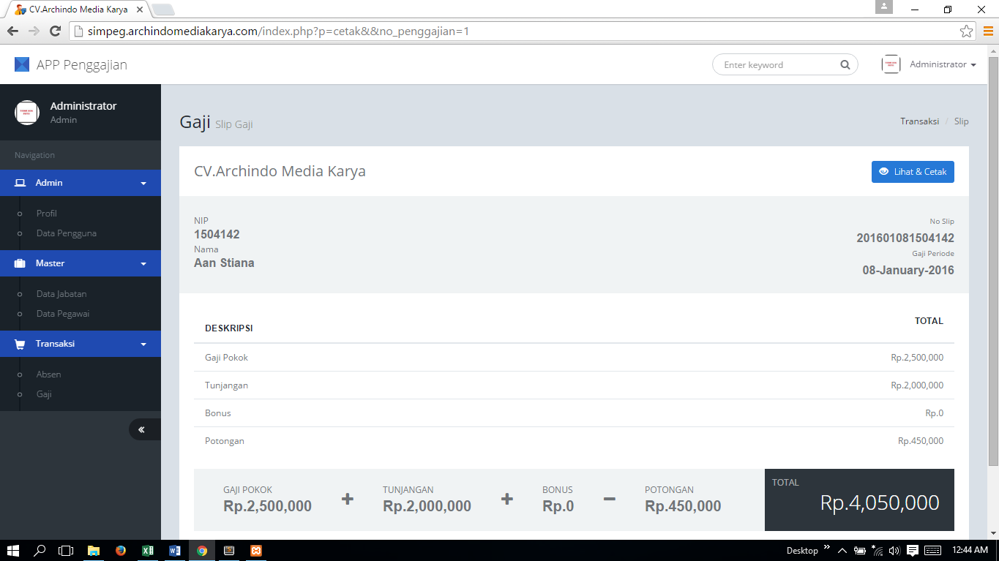 CV.Archindo Media Karya
simpeg.archindomediakarya.com/index.php?p=cetak&&no_penggajian=1
APP Penggajian
Enter keyword
Administrator
Administrator
Admin
Navigation
Admin
Profil
Data Pengguna
Master
Data Jabatan
Data Pegawai
Transaksi
Absen
Gaji
Gaji Slip Gaji
Transaksi / Slip
CV.Archindo Media Karya
Lihat & Cetak
NIP
1504142
Nama
Aan Stiana
No Slip
201601081504142
Gaji Periode
08-January-2016
DESKRIPSI TOTAL
Gaji Pokok Rp.2,500,000
Tunjangan Rp.2,000,000
Bonus Rp.0
Potongan Rp.450,000
GAJI POKOK + TUNJANGAN + BONUS - POTONGAN TOTAL
Rp.2,500,000 Rp.2,000,000 Rp.0 Rp.450,000 Rp.4,050,000
Desktop
12:44 AM